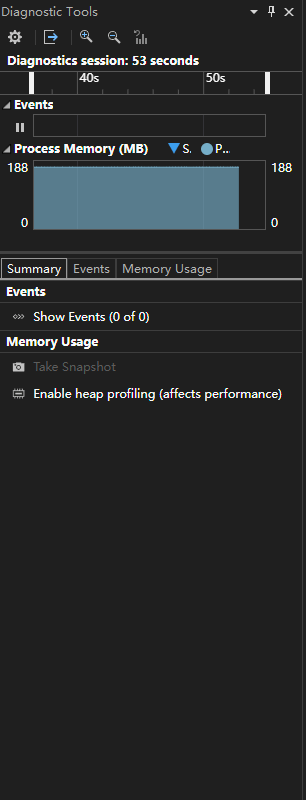 Diagnostic Tools
Diagnostics session: 53 seconds
40s 50s
Events
Process Memory (MB) S. P...
188 188
0 0
Summary Events Memory Usage
Events
Show Events (0 of 0)
Memory Usage
Take Snapshot
Enable heap profiling (affects performance)